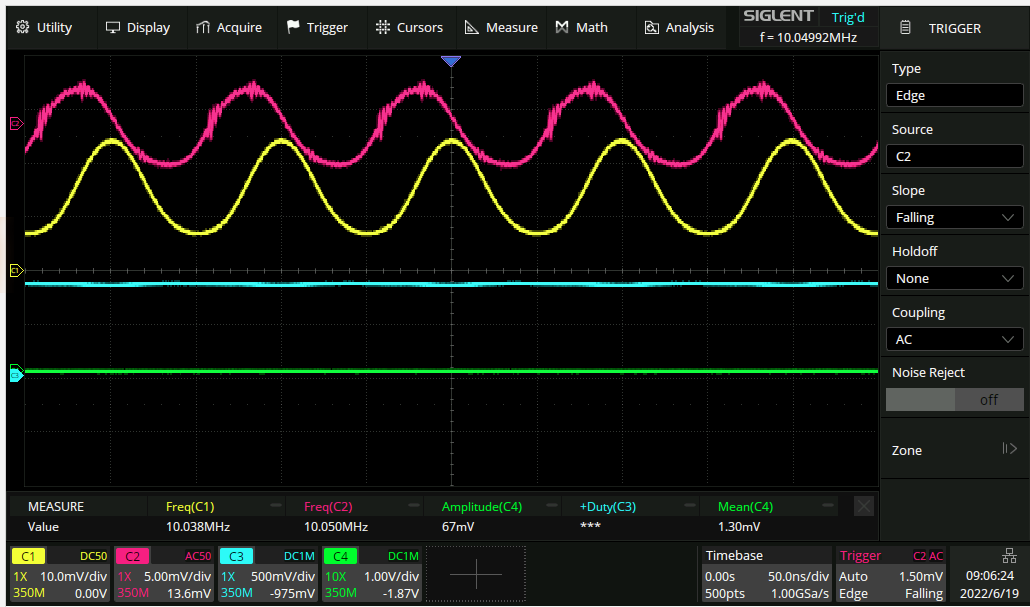 Utility Display Acquire Trigger Cursors Measure Math Analysis SIGLENT Trig'd TRIGGER
f = 10.04992MHz
Type
Edge
Source
C2
Slope
Falling
Holdoff
None
Coupling
AC
Noise Reject
off
Zone
C2
C1
MEASURE Freq(C1) Freq(C2) Amplitude(C4) +Duty(C3) Mean(C4)
Value 10.038MHz 10.050MHz 67mV *** 1.30mV
C1 DC50 C2 AC50 C3 DC1M C4 DC1M Timebase Trigger C2 AC
1X 10.0mV/div 1X 5.00mV/div 1X 500mV/div 10X 1.00V/div 0.00s 50.0ns/div Auto 1.50mV 09:06:24
350M 0.00V 350M 13.6mV 350M -975mV 350M -1.87V 500pts 1.00GSa/s Edge Falling 2022/6/19